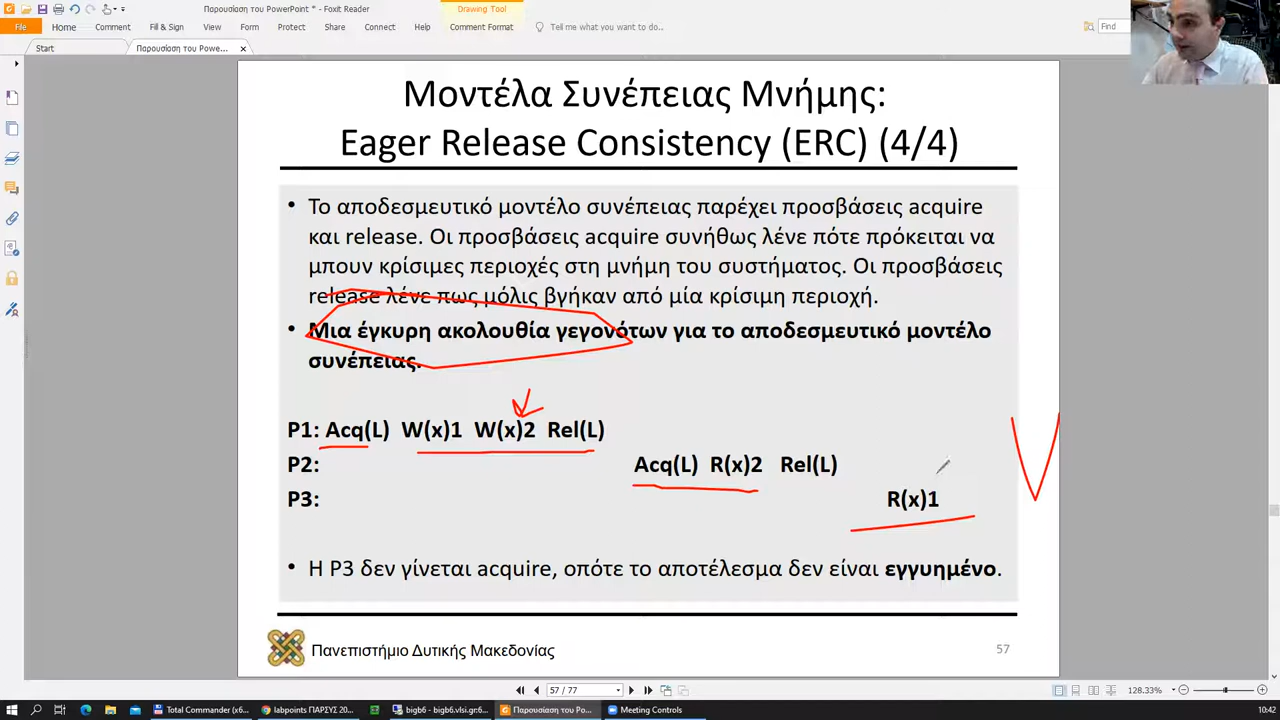 Παρουσίαση του PowerPoint * - Foxit Reader
Drawing Tool
File Home Comment Fill & Sign View Form Protect Share Connect Help Comment Format Tell me what you want to do... Find
Start Παρουσίαση του Powe...
Μοντέλα Συνέπειας Μνήμης:
Eager Release Consistency (ERC) (4/4)
• Το αποδεσμευτικό μοντέλο συνέπειας παρέχει προσβάσεις acquire
και release. Οι προσβάσεις acquire συνήθως λένε πότε πρόκειται να
μπουν κρίσιμες περιοχές στη μνήμη του συστήματος. Οι προσβάσεις
release λένε πως μόλις βγήκαν από μία κρίσιμη περιοχή.
• Μια έγκυρη ακολουθία γεγονότων για το αποδεσμευτικό μοντέλο
συνέπειας.
P1: Acq(L) W(x)1 W(x)2 Rel(L)
P2: Acq(L) R(x)2 Rel(L)
P3: R(x)1
• Η P3 δεν γίνεται acquire, οπότε το αποτέλεσμα δεν είναι εγγυημένο.
Πανεπιστήμιο Δυτικής Μακεδονίας
57
57 / 77
128.33%
Total Commander (x6...
labpoints ΠΑΡΣΥΣ 20...
bigb6 - bigb6.vlsi.gr:...
Παρουσίαση του Po...
Meeting Controls
10:42